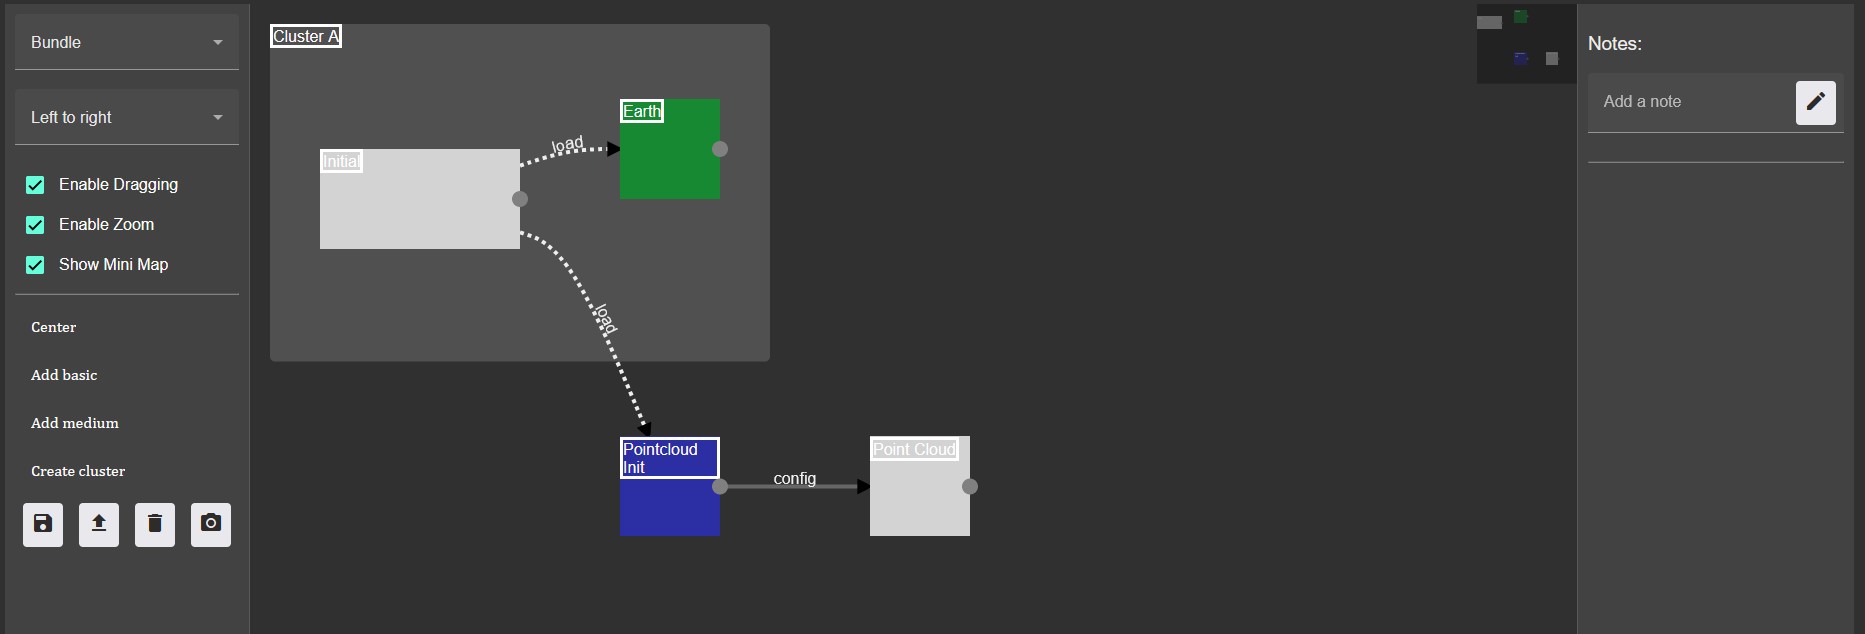 Bundle
Left to right
Enable Dragging
Enable Zoom
Show Mini Map
Center
Add basic
Add medium
Create cluster
Cluster A
Earth
load
Initial
load
Pointcloud
Init
config
Point Cloud
Notes:
Add a note